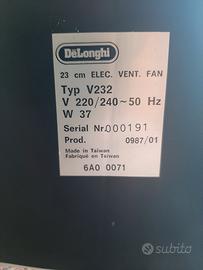 DeLonghi
23 cm ELEC. VENT. FAN
Typ V232
V 220/240~50 Hz
W 37
Serial Nr. 000191
Prod. 0987/01
Made in Taiwan
Fabriqué en Taiwan
6A0 0071
subito